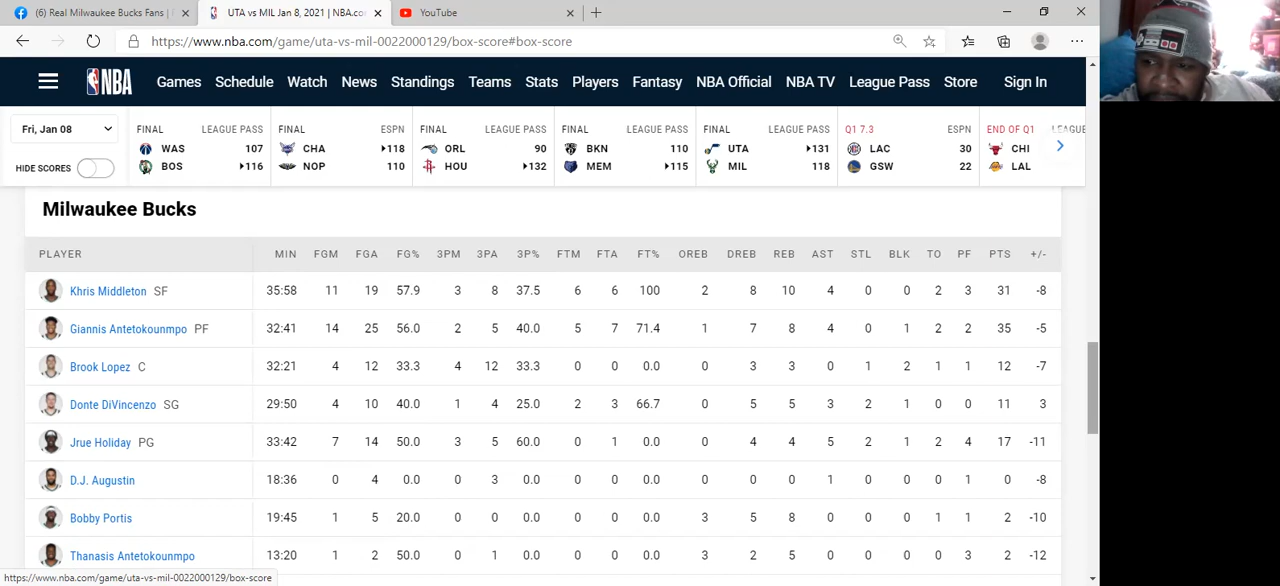 (6) Real Milwaukee Bucks Fans | F
UTA vs MIL Jan 8, 2021 | NBA.co
YouTube
https://www.nba.com/game/uta-vs-mil-0022000129/box-score#box-score
NBA Games Schedule Watch News Standings Teams Stats Players Fantasy NBA Official NBA TV League Pass Store Sign In
Fri, Jan 08
HIDE SCORES
FINAL LEAGUE PASS
WAS 107
BOS 116
FINAL ESPN
CHA 118
NOP 110
FINAL LEAGUE PASS
ORL 90
HOU 132
FINAL LEAGUE PASS
BKN 110
MEM 115
FINAL LEAGUE PASS
UTA 131
MIL 118
Q1 7.3 ESPN
LAC 30
GSW 22
END OF Q1 LEAGUE
CHI
LAL
Milwaukee Bucks
PLAYER MIN FGM FGA FG% 3PM 3PA 3P% FTM FTA FT% OREB DREB REB AST STL BLK TO PF PTS +/-
Khris Middleton SF 35:58 11 19 57.9 3 8 37.5 6 6 100 2 8 10 4 0 0 2 3 31 -8
Giannis Antetokounmpo PF 32:41 14 25 56.0 2 5 40.0 5 7 71.4 1 7 8 4 0 1 2 2 35 -5
Brook Lopez C 32:21 4 12 33.3 4 12 33.3 0 0 0.0 0 3 3 0 1 2 1 1 12 -7
Donte DiVincenzo SG 29:50 4 10 40.0 1 4 25.0 2 3 66.7 0 5 5 3 2 1 0 0 11 3
Jrue Holiday PG 33:42 7 14 50.0 3 5 60.0 0 1 0.0 0 4 4 5 2 1 2 4 17 -11
D.J. Augustin 18:36 0 4 0.0 0 3 0.0 0 0 0.0 0 0 0 1 0 0 0 1 0 -8
Bobby Portis 19:45 1 5 20.0 0 0 0.0 0 0 0.0 3 5 8 0 0 0 1 1 2 -10
Thanasis Antetokounmpo 13:20 1 2 50.0 0 1 0.0 0 0 0.0 3 2 5 0 0 0 0 3 2 -12
https://www.nba.com/game/uta-vs-mil-0022000129/box-score